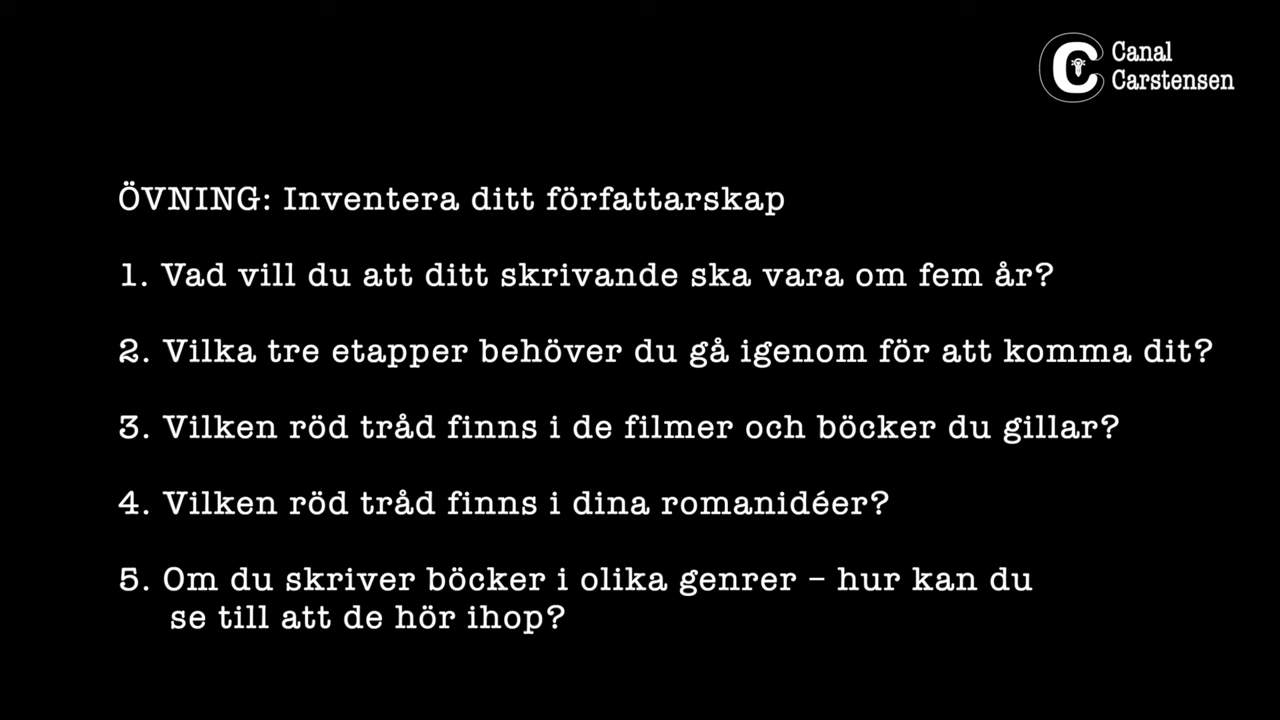 Canal
Carstensen
ÖVNING: Inventera ditt författarskap
1. Vad vill du att ditt skrivande ska vara om fem år?
2. Vilka tre etapper behöver du gå igenom för att komma dit?
3. Vilken röd tråd finns i de filmer och böcker du gillar?
4. Vilken röd tråd finns i dina romanidéer?
5. Om du skriver böcker i olika genrer – hur kan du
se till att de hör ihop?